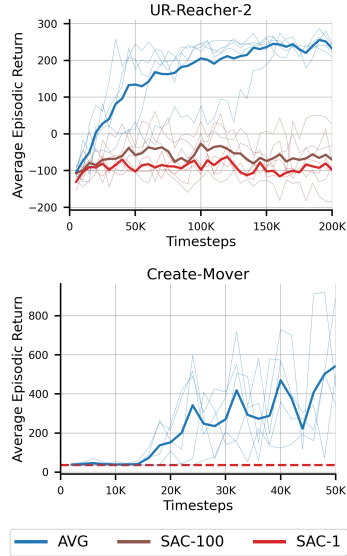 UR-Reacher-2
Average Episodic Return
300
200
100
0
−100
−200
50K
100K
150K
200K
Timesteps
Create-Mover
Average Episodic Return
800
600
400
200
0
0
10K
20K
30K
40K
50K
Timesteps
AVG SAC-100 SAC-1